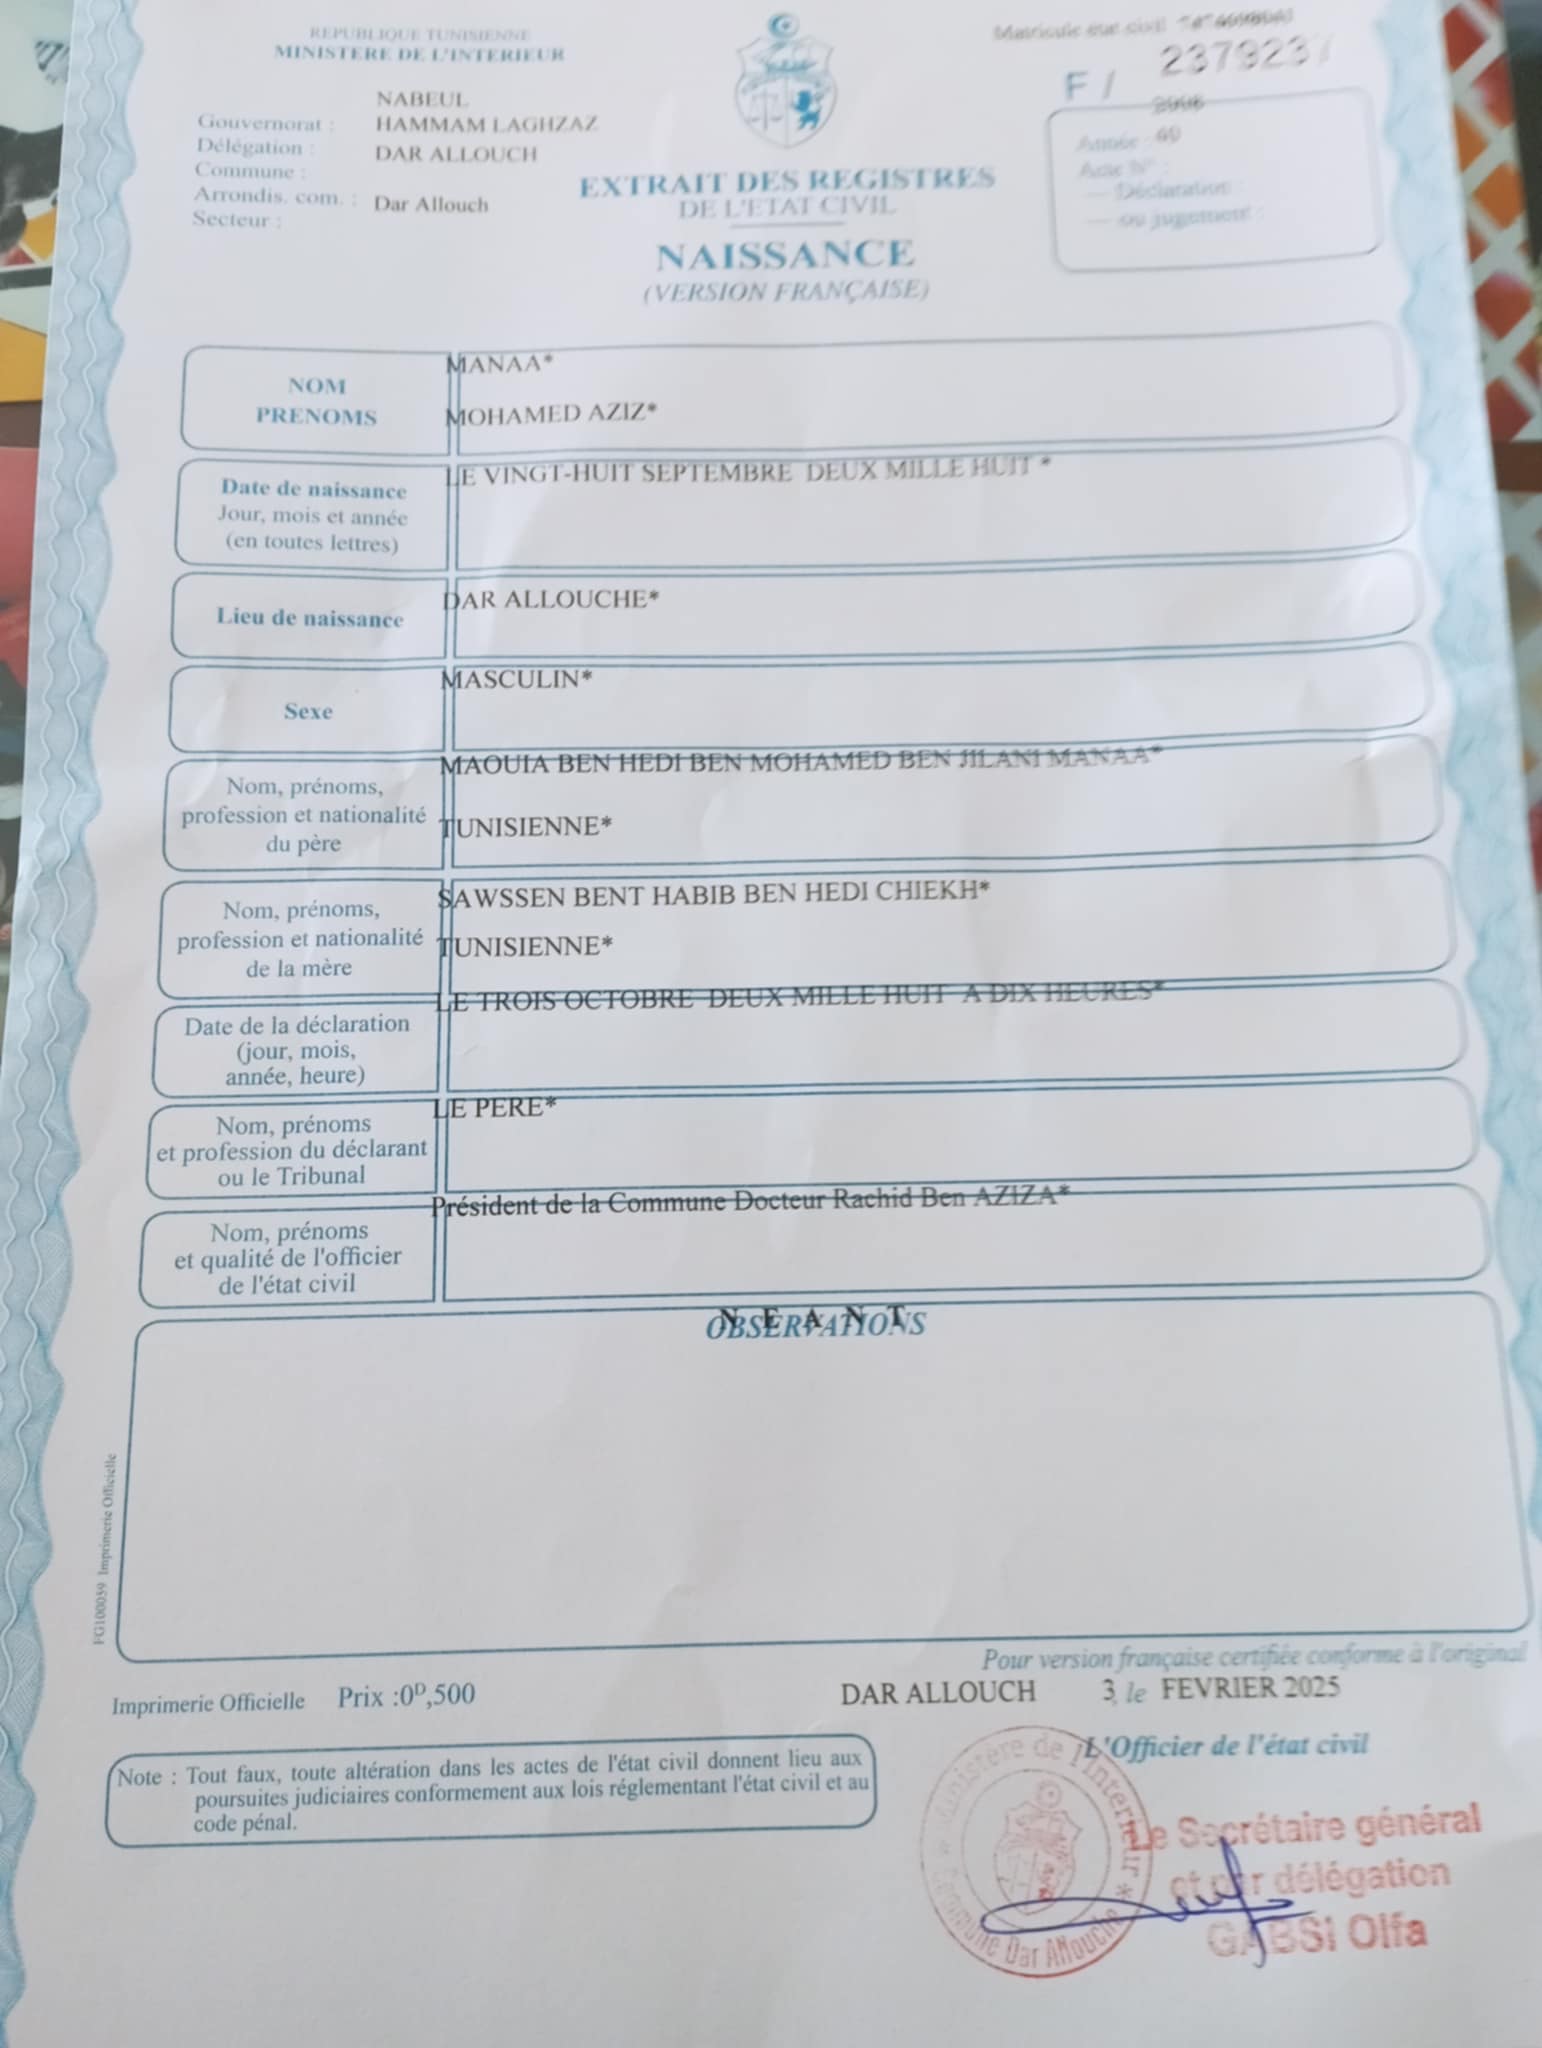 REPUBLIQUE TUNISIENNE
MINISTERE DE L'INTERIEUR
Matricule état civil
F / 2379237
2008
Année : 40
Acte N° :
— Déclaration :
— ou jugement :
NABEUL
Gouvernorat : HAMMAM LAGHZAZ
Délégation : DAR ALLOUCH
Commune :
Arrondis. com. : Dar Allouch
Secteur :
EXTRAIT DES REGISTRES
DE L'ETAT CIVIL
NAISSANCE
(VERSION FRANÇAISE)
NOM
PRENOMS
MANAA*
MOHAMED AZIZ*
Date de naissance
Jour, mois et année
(en toutes lettres)
LE VINGT-HUIT SEPTEMBRE DEUX MILLE HUIT *
Lieu de naissance
DAR ALLOUCHE*
Sexe
MASCULIN*
Nom, prénoms,
profession et nationalité
du père
MAOUIA BEN HEDI BEN MOHAMED BEN JILANI MANAA*
TUNISIENNE*
Nom, prénoms,
profession et nationalité
de la mère
SAWSSEN BENT HABIB BEN HEDI CHIEKH*
TUNISIENNE*
Date de la déclaration
(jour, mois,
année, heure)
LE TROIS OCTOBRE DEUX MILLE HUIT A DIX HEURES*
Nom, prénoms
et profession du déclarant
ou le Tribunal
LE PERE*
Nom, prénoms
et qualité de l'officier
de l'état civil
Président de la Commune Docteur Rachid Ben AZIZA*
N E A N T
OBSERVATIONS
FG100059 Imprimerie Officielle
Pour version française certifiée conforme à l'original
Imprimerie Officielle Prix :0ᴰ,500
DAR ALLOUCH 3, le FEVRIER 2025
L'Officier de l'état civil
Note : Tout faux, toute altération dans les actes de l'état civil donnent lieu aux
poursuites judiciaires conformement aux lois réglementant l'état civil et au
code pénal.
Ministère de l'Interieur * Commune Dar Allouche *
Le Secrétaire général
et par délégation
GABSI Olfa